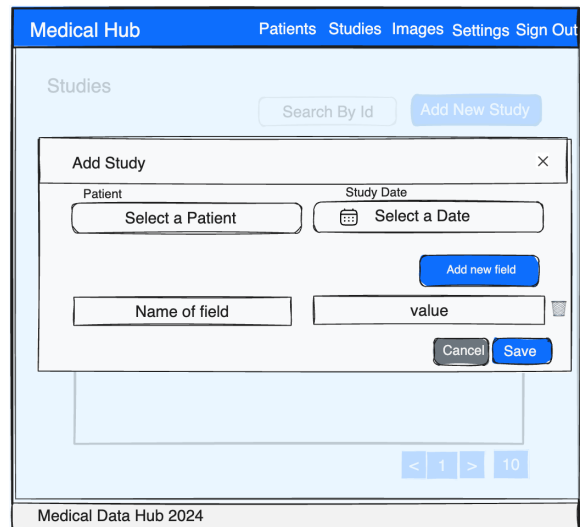 Medical Hub Patients Studies Images Settings Sign Out
Studies
Search By Id Add New Study
Add Study
Patient Study Date
Select a Patient Select a Date
Add new field
Name of field value
Cancel Save
< 1 > 10
Medical Data Hub 2024